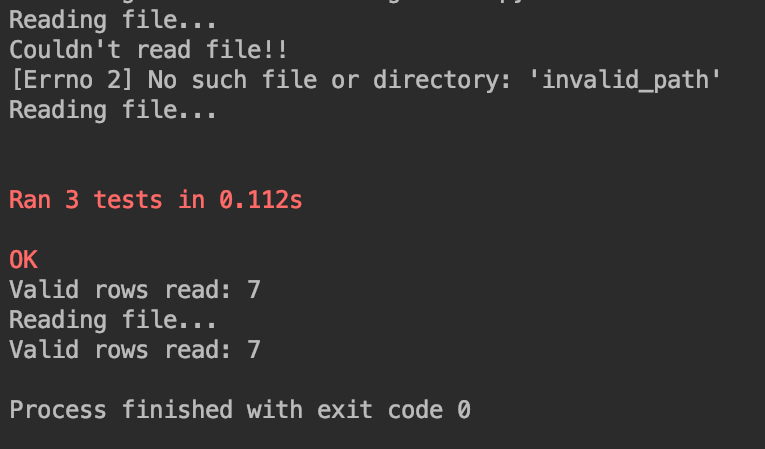 Reading file...
Couldn't read file!!
[Errno 2] No such file or directory: 'invalid_path'
Reading file...
Ran 3 tests in 0.112s
OK
Valid rows read: 7
Reading file...
Valid rows read: 7
Process finished with exit code 0